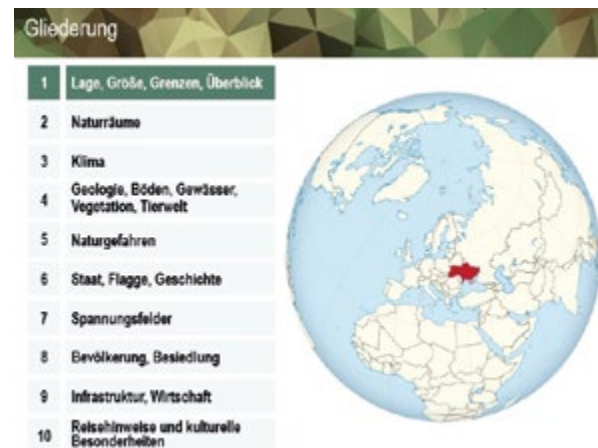 Gliederung
1 Lage, Größe, Grenzen, Überblick
2 Naturräume
3 Klima
4 Geologie, Böden, Gewässer,
Vegetation, Tierwelt
5 Naturgefahren
6 Staat, Flagge, Geschichte
7 Spannungsfelder
8 Bevölkerung, Besiedlung
9 Infrastruktur, Wirtschaft
10 Reisehinweise und kulturelle
Besonderheiten